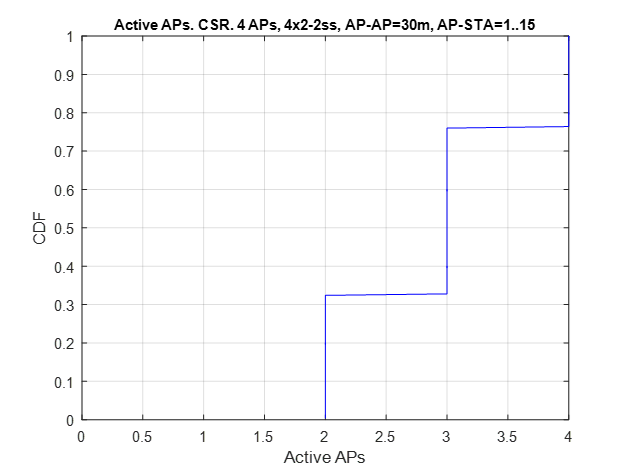 Active APs. CSR. 4 APs, 4x2-2ss, AP-AP=30m, AP-STA=1..15
1
0.9
0.8
0.7
0.6
0.5
0.4
0.3
0.2
0.1
0
CDF
0 0.5 1 1.5 2 2.5 3 3.5 4
Active APs